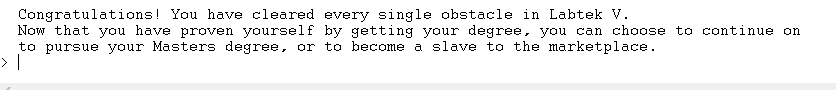 Congratulations! You have cleared every single obstacle in Labtek V.
Now that you have proven yourself by getting your degree, you can choose to continue on
to pursue your Masters degree, or to become a slave to the marketplace.
>